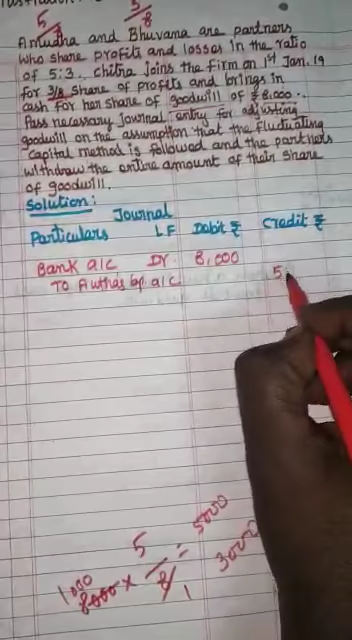 5 3/8
Anutha and Bhuvana are partners
who share profits and losses in the ratio
of 5:3. Chitra joins the firm on 1st Jan. 19
for 3/8 share of profits and brings in
cash for her share of goodwill of ₹ 8,000.
Pass necessary Journal entry for adjusting
goodwill on the assumption that the fluctuating
Capital method is followed and the partners
withdraw the entire amount of their share
of goodwill.
Solution:
Journal
Particulars LF Debit ₹ Credit ₹
Bank a/c Dr 8,000
To Authas a/c 5
1000
8000 × 5/8 = 5000
1
3000